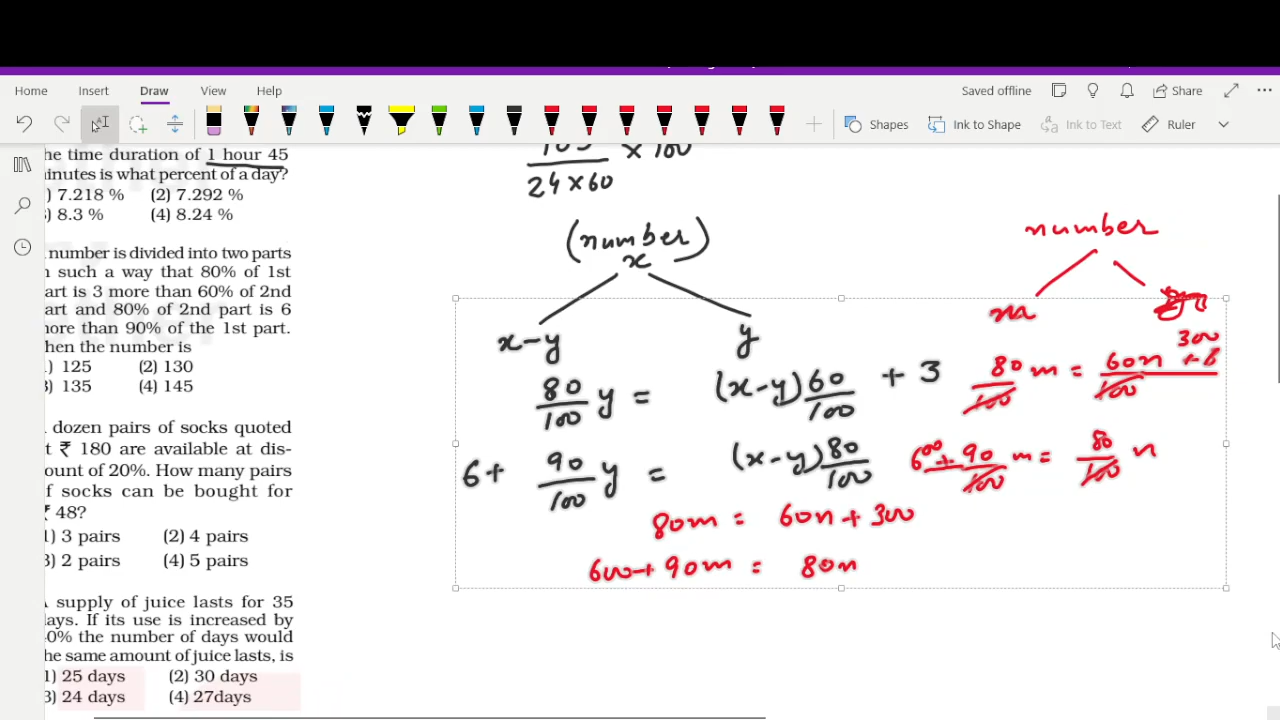 Home Insert Draw View Help Saved offline Share
Shapes Ink to Shape Ink to Text Ruler
he time duration of 1 hour 45
inutes is what percent of a day?
) 7.218 % (2) 7.292 %
) 8.3 % (4) 8.24 %
number is divided into two parts
n such a way that 80% of 1st
art is 3 more than 60% of 2nd
art and 80% of 2nd part is 6
nore than 90% of the 1st part.
hen the number is
) 125 (2) 130
) 135 (4) 145
dozen pairs of socks quoted
t ₹ 180 are available at dis-
ount of 20%. How many pairs
f socks can be bought for
₹ 48?
1) 3 pairs (2) 4 pairs
3) 2 pairs (4) 5 pairs
supply of juice lasts for 35
ays. If its use is increased by
40% the number of days would
he same amount of juice lasts, is
1) 25 days (2) 30 days
3) 24 days (4) 27days
105/24×60 × 100
(number)
x
x-y y
80/100 y = (x-y)60/100 + 3
6+ 90/100 y = (x-y)80/100
80m = 60n + 300
600+ 90m = 80n
number
m
300
80/100 m = 60n +/100
600 + 90/100 m = 80/100 n